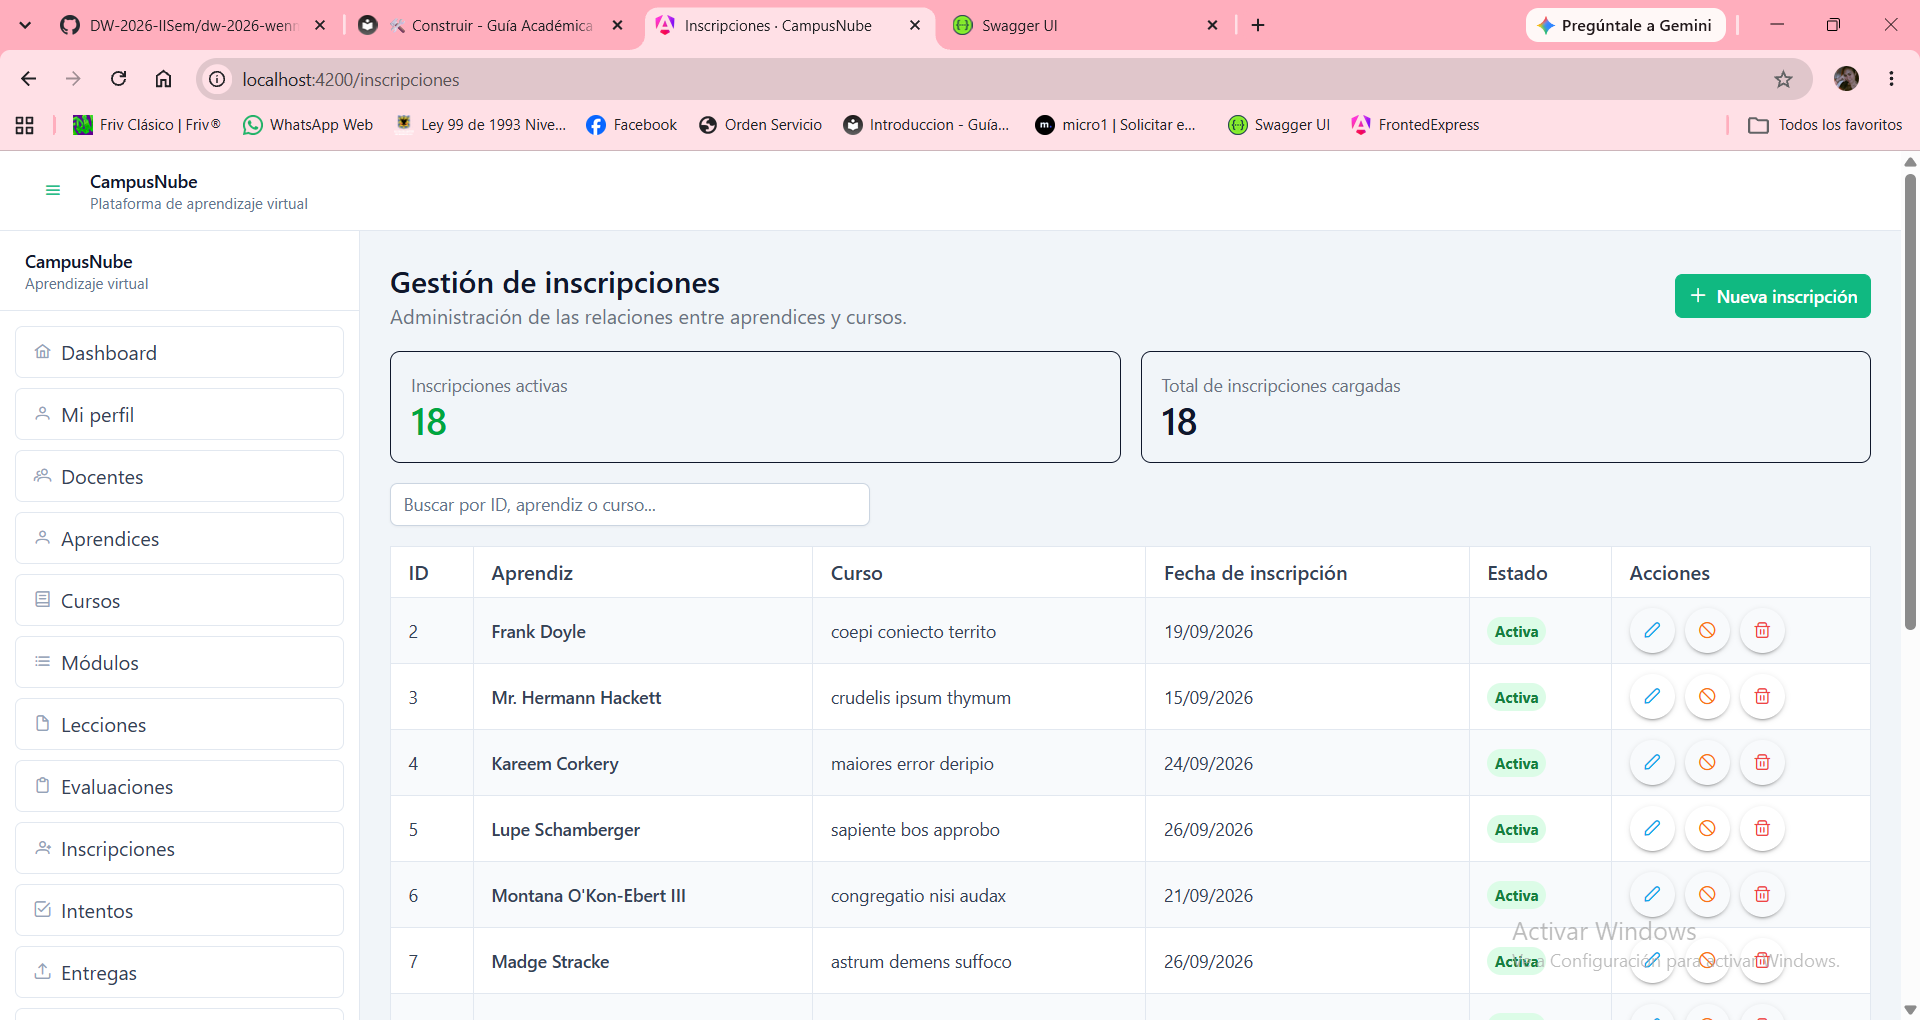 DW-2026-IISem/dw-2026-wenn
Construir - Guía Académica
Inscripciones · CampusNube
Swagger UI
Pregúntale a Gemini
localhost:4200/inscripciones
Friv Clásico | Friv®
WhatsApp Web
Ley 99 de 1993 Nive...
Facebook
Orden Servicio
Introduccion - Guía...
m.
micro1 | Solicitar e...
Swagger UI
FrontedExpress
Todos los favoritos
CampusNube
Plataforma de aprendizaje virtual
CampusNube
Aprendizaje virtual
Dashboard
Mi perfil
Docentes
Aprendices
Cursos
Módulos
Lecciones
Evaluaciones
Inscripciones
Intentos
Entregas
Gestión de inscripciones
Administración de las relaciones entre aprendices y cursos.
+ Nueva inscripción
Inscripciones activas
18
Total de inscripciones cargadas
18
Buscar por ID, aprendiz o curso...
ID Aprendiz Curso Fecha de inscripción Estado Acciones
2 Frank Doyle coepi coniecto territo 19/09/2026 Activa
3 Mr. Hermann Hackett crudelis ipsum thymum 15/09/2026 Activa
4 Kareem Corkery maiores error deripio 24/09/2026 Activa
5 Lupe Schamberger sapiente bos approbo 26/09/2026 Activa
6 Montana O'Kon-Ebert III congregatio nisi audax 21/09/2026 Activa
7 Madge Stracke astrum demens suffoco 26/09/2026 Activa
Activar Windows
Ve a Configuración para activar Windows.